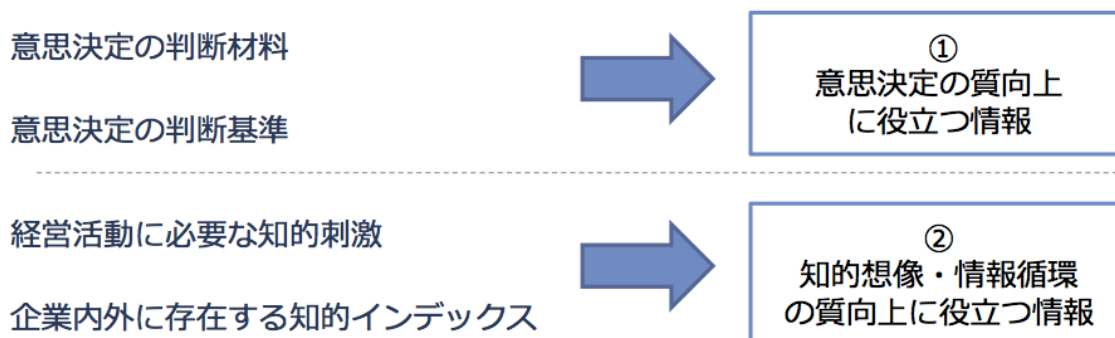 意思決定の判断材料
意思決定の判断基準
①
意思決定の質向上
に役立つ情報
経営活動に必要な知的刺激
企業内外に存在する知的インデックス
②
知的想像・情報循環
の質向上に役立つ情報